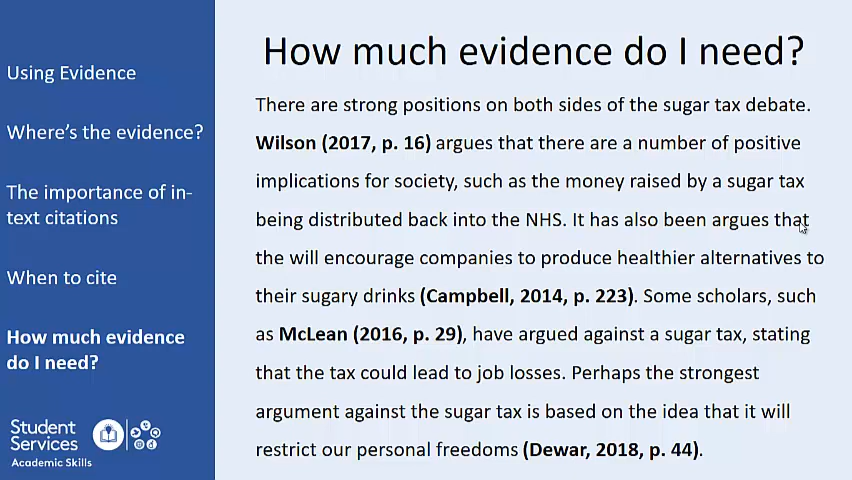 Using Evidence
Where's the evidence?
The importance of in-
text citations
When to cite
How much evidence
do I need?
Student
Services
Academic Skills
How much evidence do I need?
There are strong positions on both sides of the sugar tax debate.
Wilson (2017, p. 16) argues that there are a number of positive
implications for society, such as the money raised by a sugar tax
being distributed back into the NHS. It has also been argues that
the will encourage companies to produce healthier alternatives to
their sugary drinks (Campbell, 2014, p. 223). Some scholars, such
as McLean (2016, p. 29), have argued against a sugar tax, stating
that the tax could lead to job losses. Perhaps the strongest
argument against the sugar tax is based on the idea that it will
restrict our personal freedoms (Dewar, 2018, p. 44).